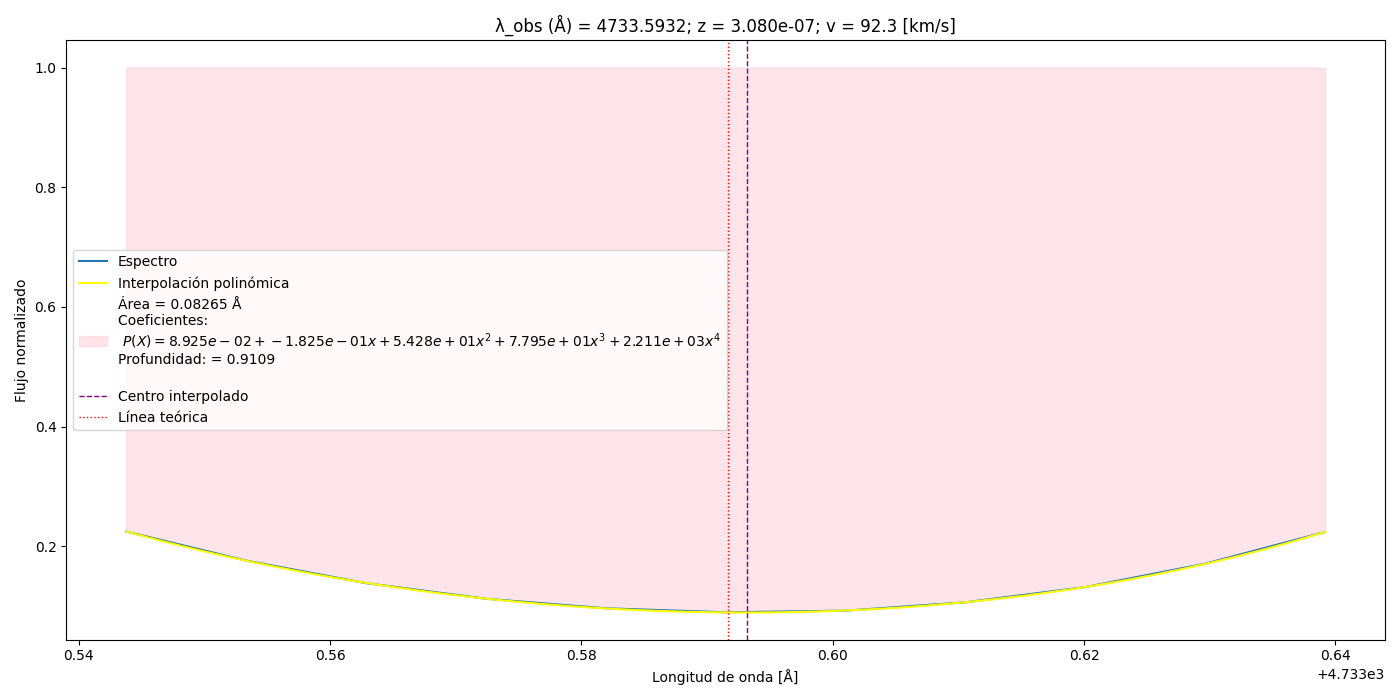 λ_obs (Å) = 4733.5932; z = 3.080e-07; v = 92.3 [km/s]
Flujo normalizado
1.0
0.8
0.6
0.4
0.2
Espectro
Interpolación polinómica
Área = 0.08265 Å
Coeficientes:
P(X) = 8.925e − 02 + −1.825e − 01x + 5.428e + 01x² + 7.795e + 01x³ + 2.211e + 03x⁴
Profundidad: = 0.9109
Centro interpolado
Línea teórica
0.54 0.56 0.58 0.60 0.62 0.64
+4.733e3
Longitud de onda [Å]